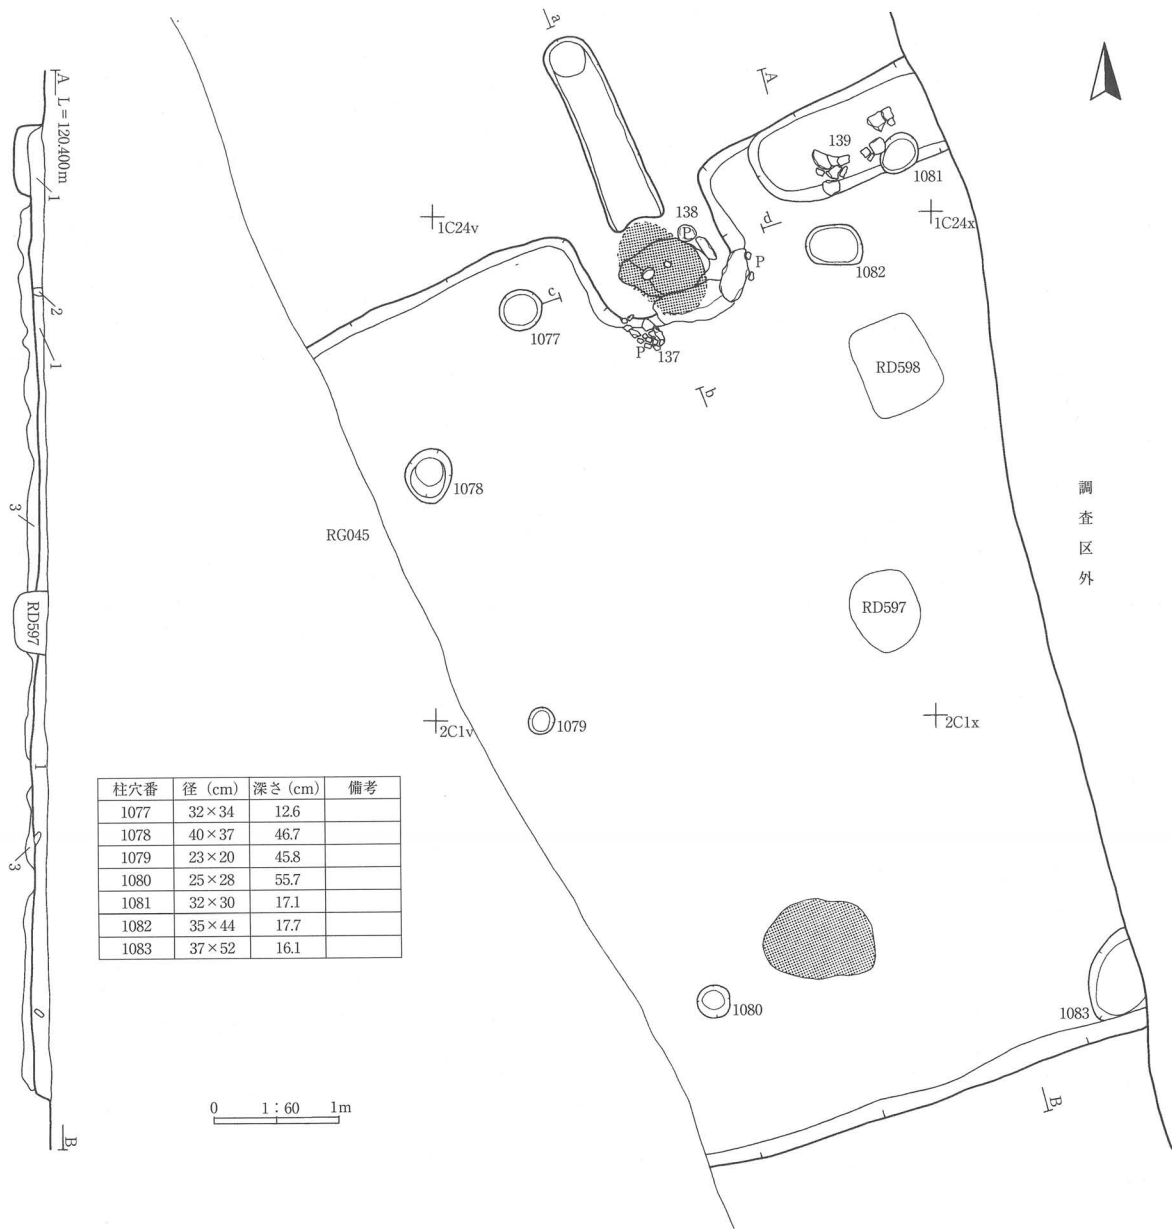 a
A
A L=120.400m
139
1081
138
P
d
1C24v
1C24x
P
1082
1
c
2
1077
P 137
1
RD598
b
1078
調査区外
3
RG045
RD597
RD597
2C1v
1079
2C1x
1
柱穴番 径 (cm) 深さ (cm) 備考
1077 32×34 12.6
1078 40×37 46.7
1079 23×20 45.8
1080 25×28 55.7
1081 32×30 17.1
1082 35×44 17.7
1083 37×52 16.1
3
1080
1083
0 1:60 1m
B
B